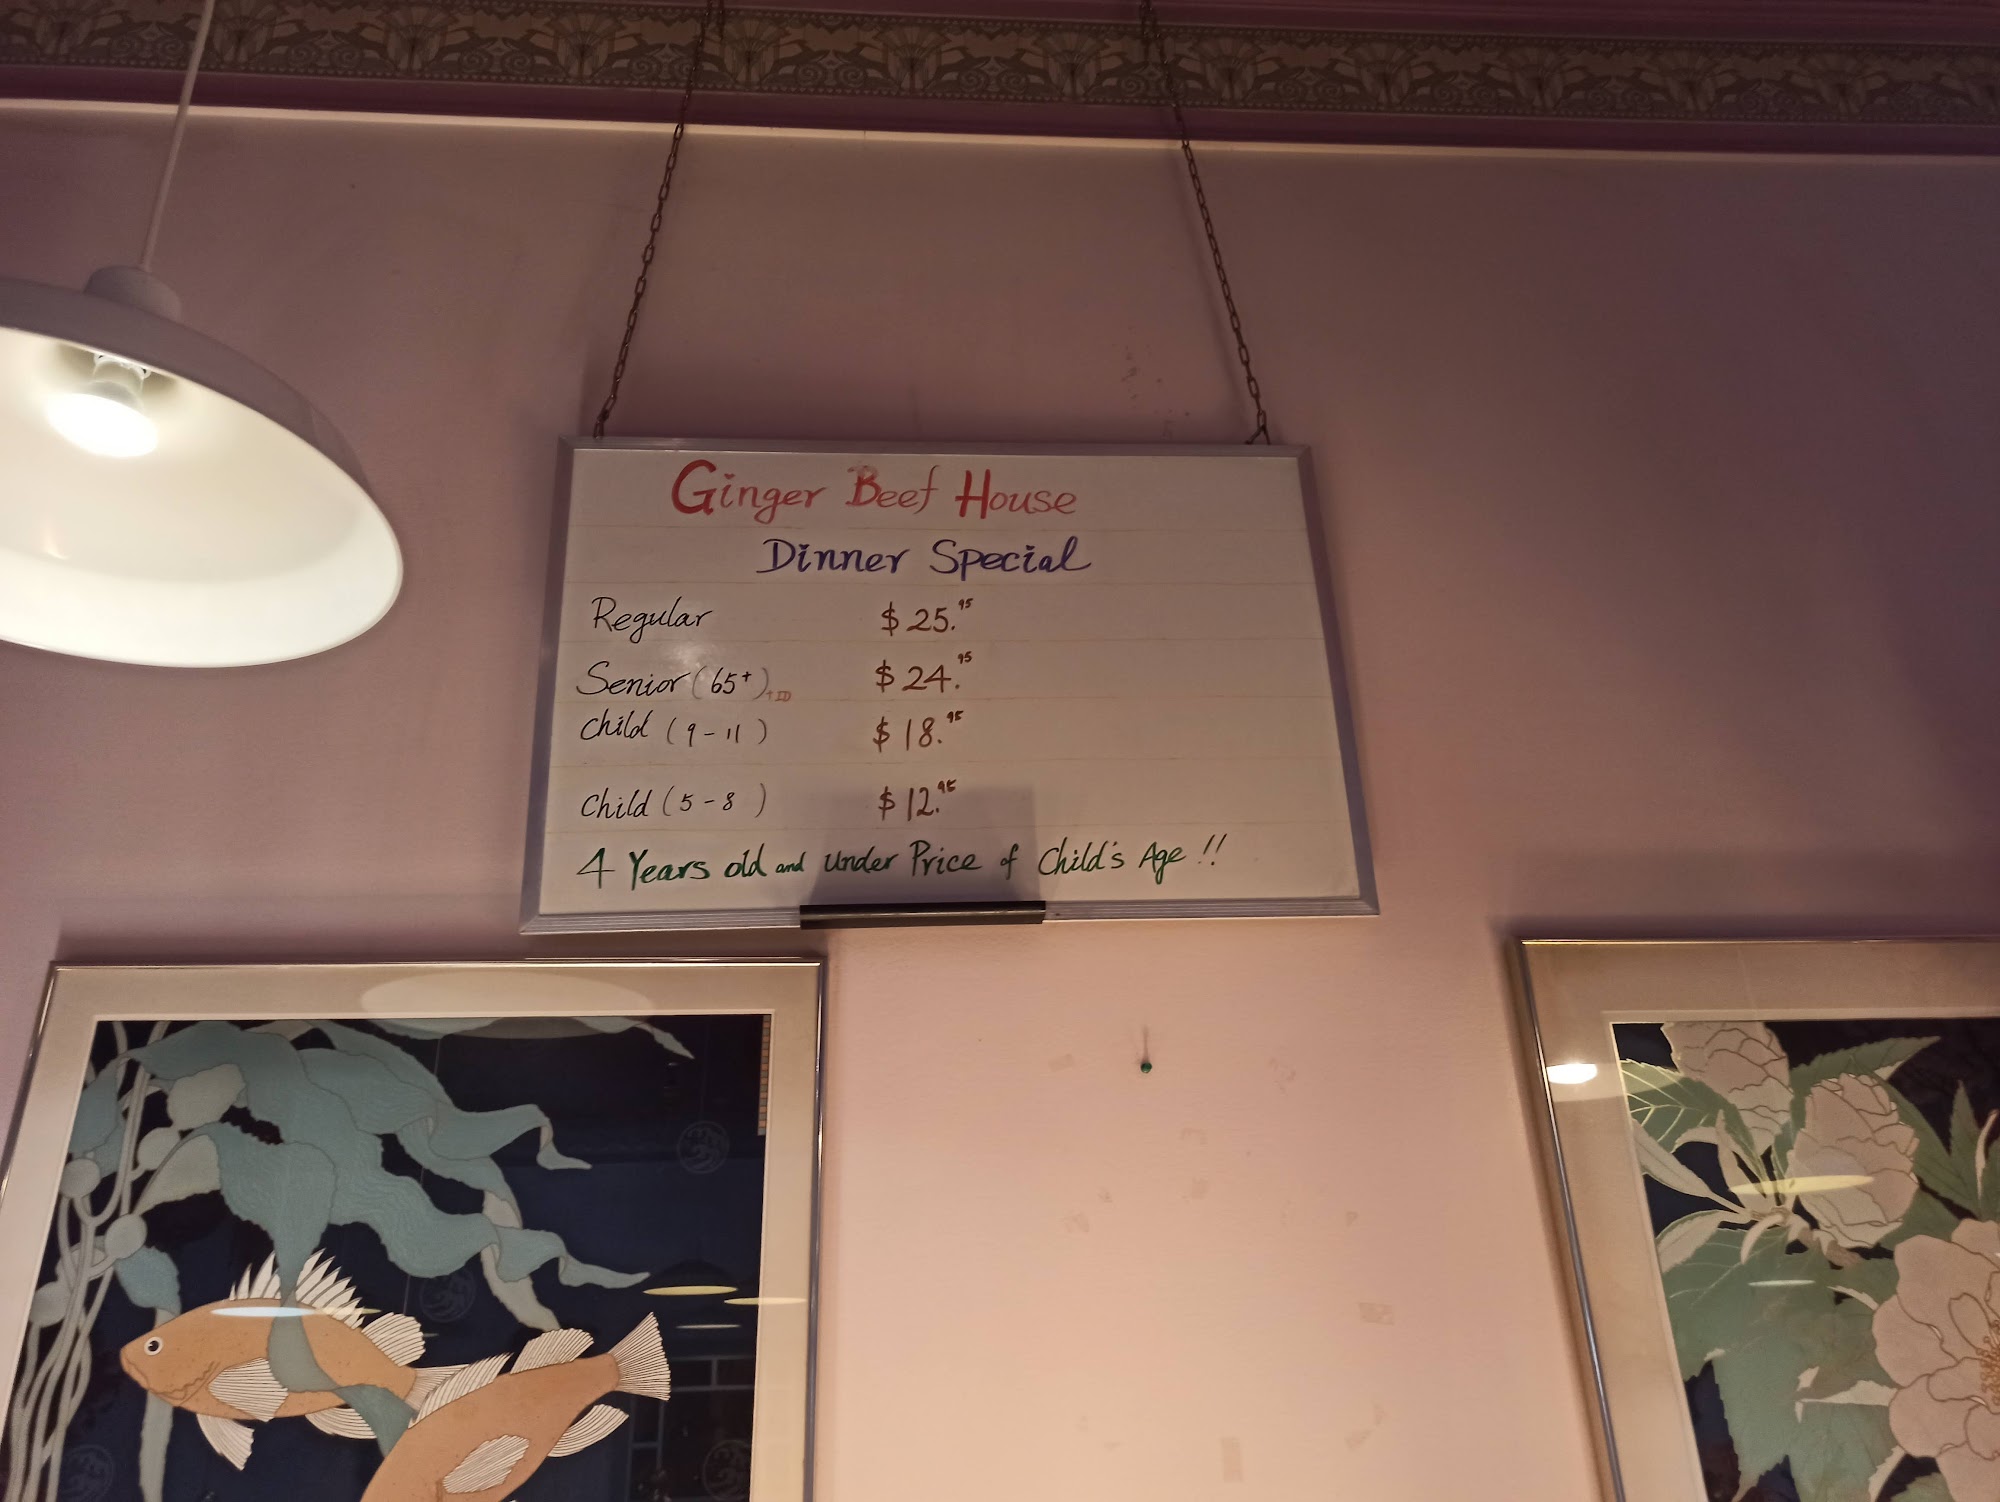 Ginger Beef House
Dinner Special
Regular $25.95
Senior (65+) + ID $24.95
Child (9-11) $18.95
Child (5-8) $12.95
4 Years old and Under Price of Child's Age!!